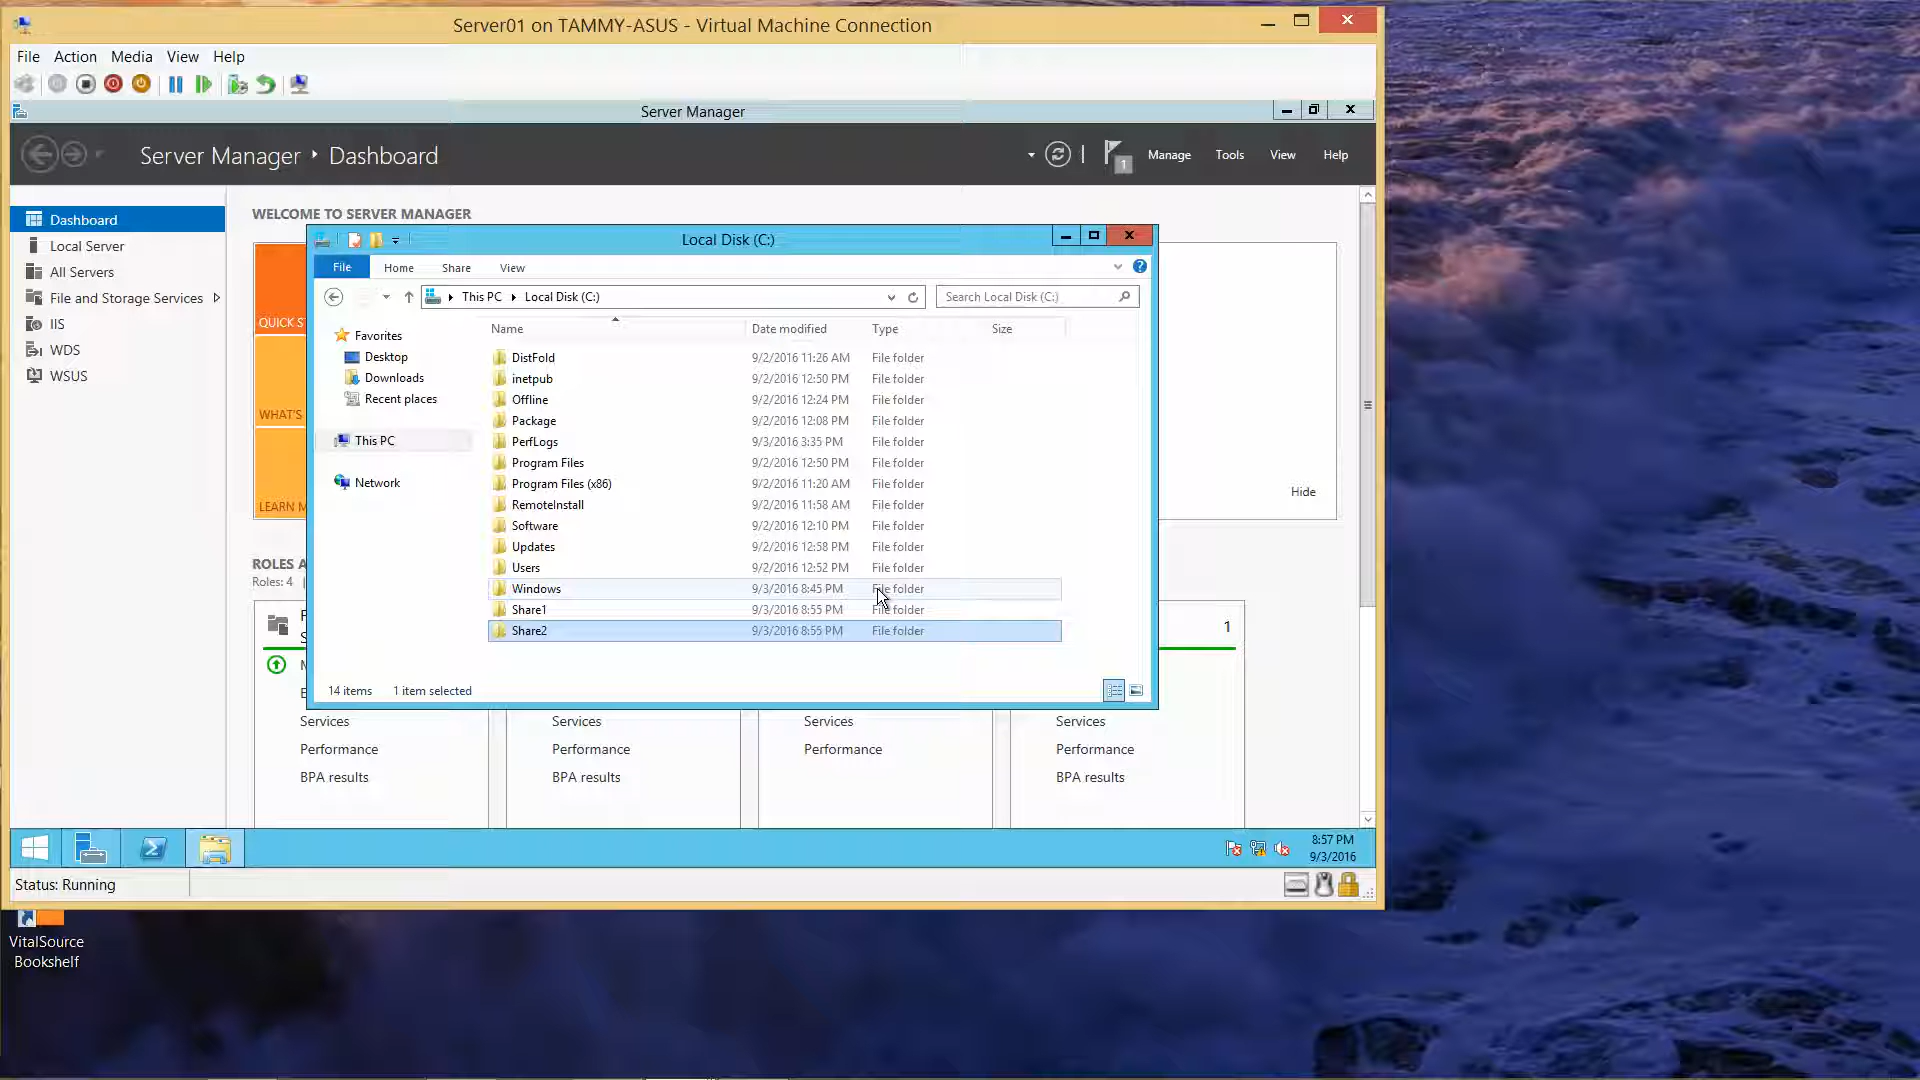 Server01 on TAMMY-ASUS - Virtual Machine Connection
File Action Media View Help
Server Manager
Server Manager Dashboard
1
Manage Tools View Help
Dashboard
Local Server
All Servers
File and Storage Services
IIS
WDS
WSUS
WELCOME TO SERVER MANAGER
QUICK S
WHAT'S
LEARN M
Hide
Local Disk (C:)
File Home Share View
This PC Local Disk (C:)
Search Local Disk (C:)
Favorites
Desktop
Downloads
Recent places
This PC
Network
Name Date modified Type Size
DistFold 9/2/2016 11:26 AM File folder
inetpub 9/2/2016 12:50 PM File folder
Offline 9/2/2016 12:24 PM File folder
Package 9/2/2016 12:08 PM File folder
PerfLogs 9/3/2016 3:35 PM File folder
Program Files 9/2/2016 12:50 PM File folder
Program Files (x86) 9/2/2016 11:20 AM File folder
RemoteInstall 9/2/2016 11:58 AM File folder
Software 9/2/2016 12:10 PM File folder
Updates 9/2/2016 12:58 PM File folder
Users 9/2/2016 12:52 PM File folder
Windows 9/3/2016 8:45 PM File folder
Share1 9/3/2016 8:55 PM File folder
Share2 9/3/2016 8:55 PM File folder
14 items 1 item selected
ROLES A
Roles: 4
1
Services Services Services Services
Performance Performance Performance Performance
BPA results BPA results BPA results
8:57 PM
9/3/2016
Status: Running
VitalSource
Bookshelf